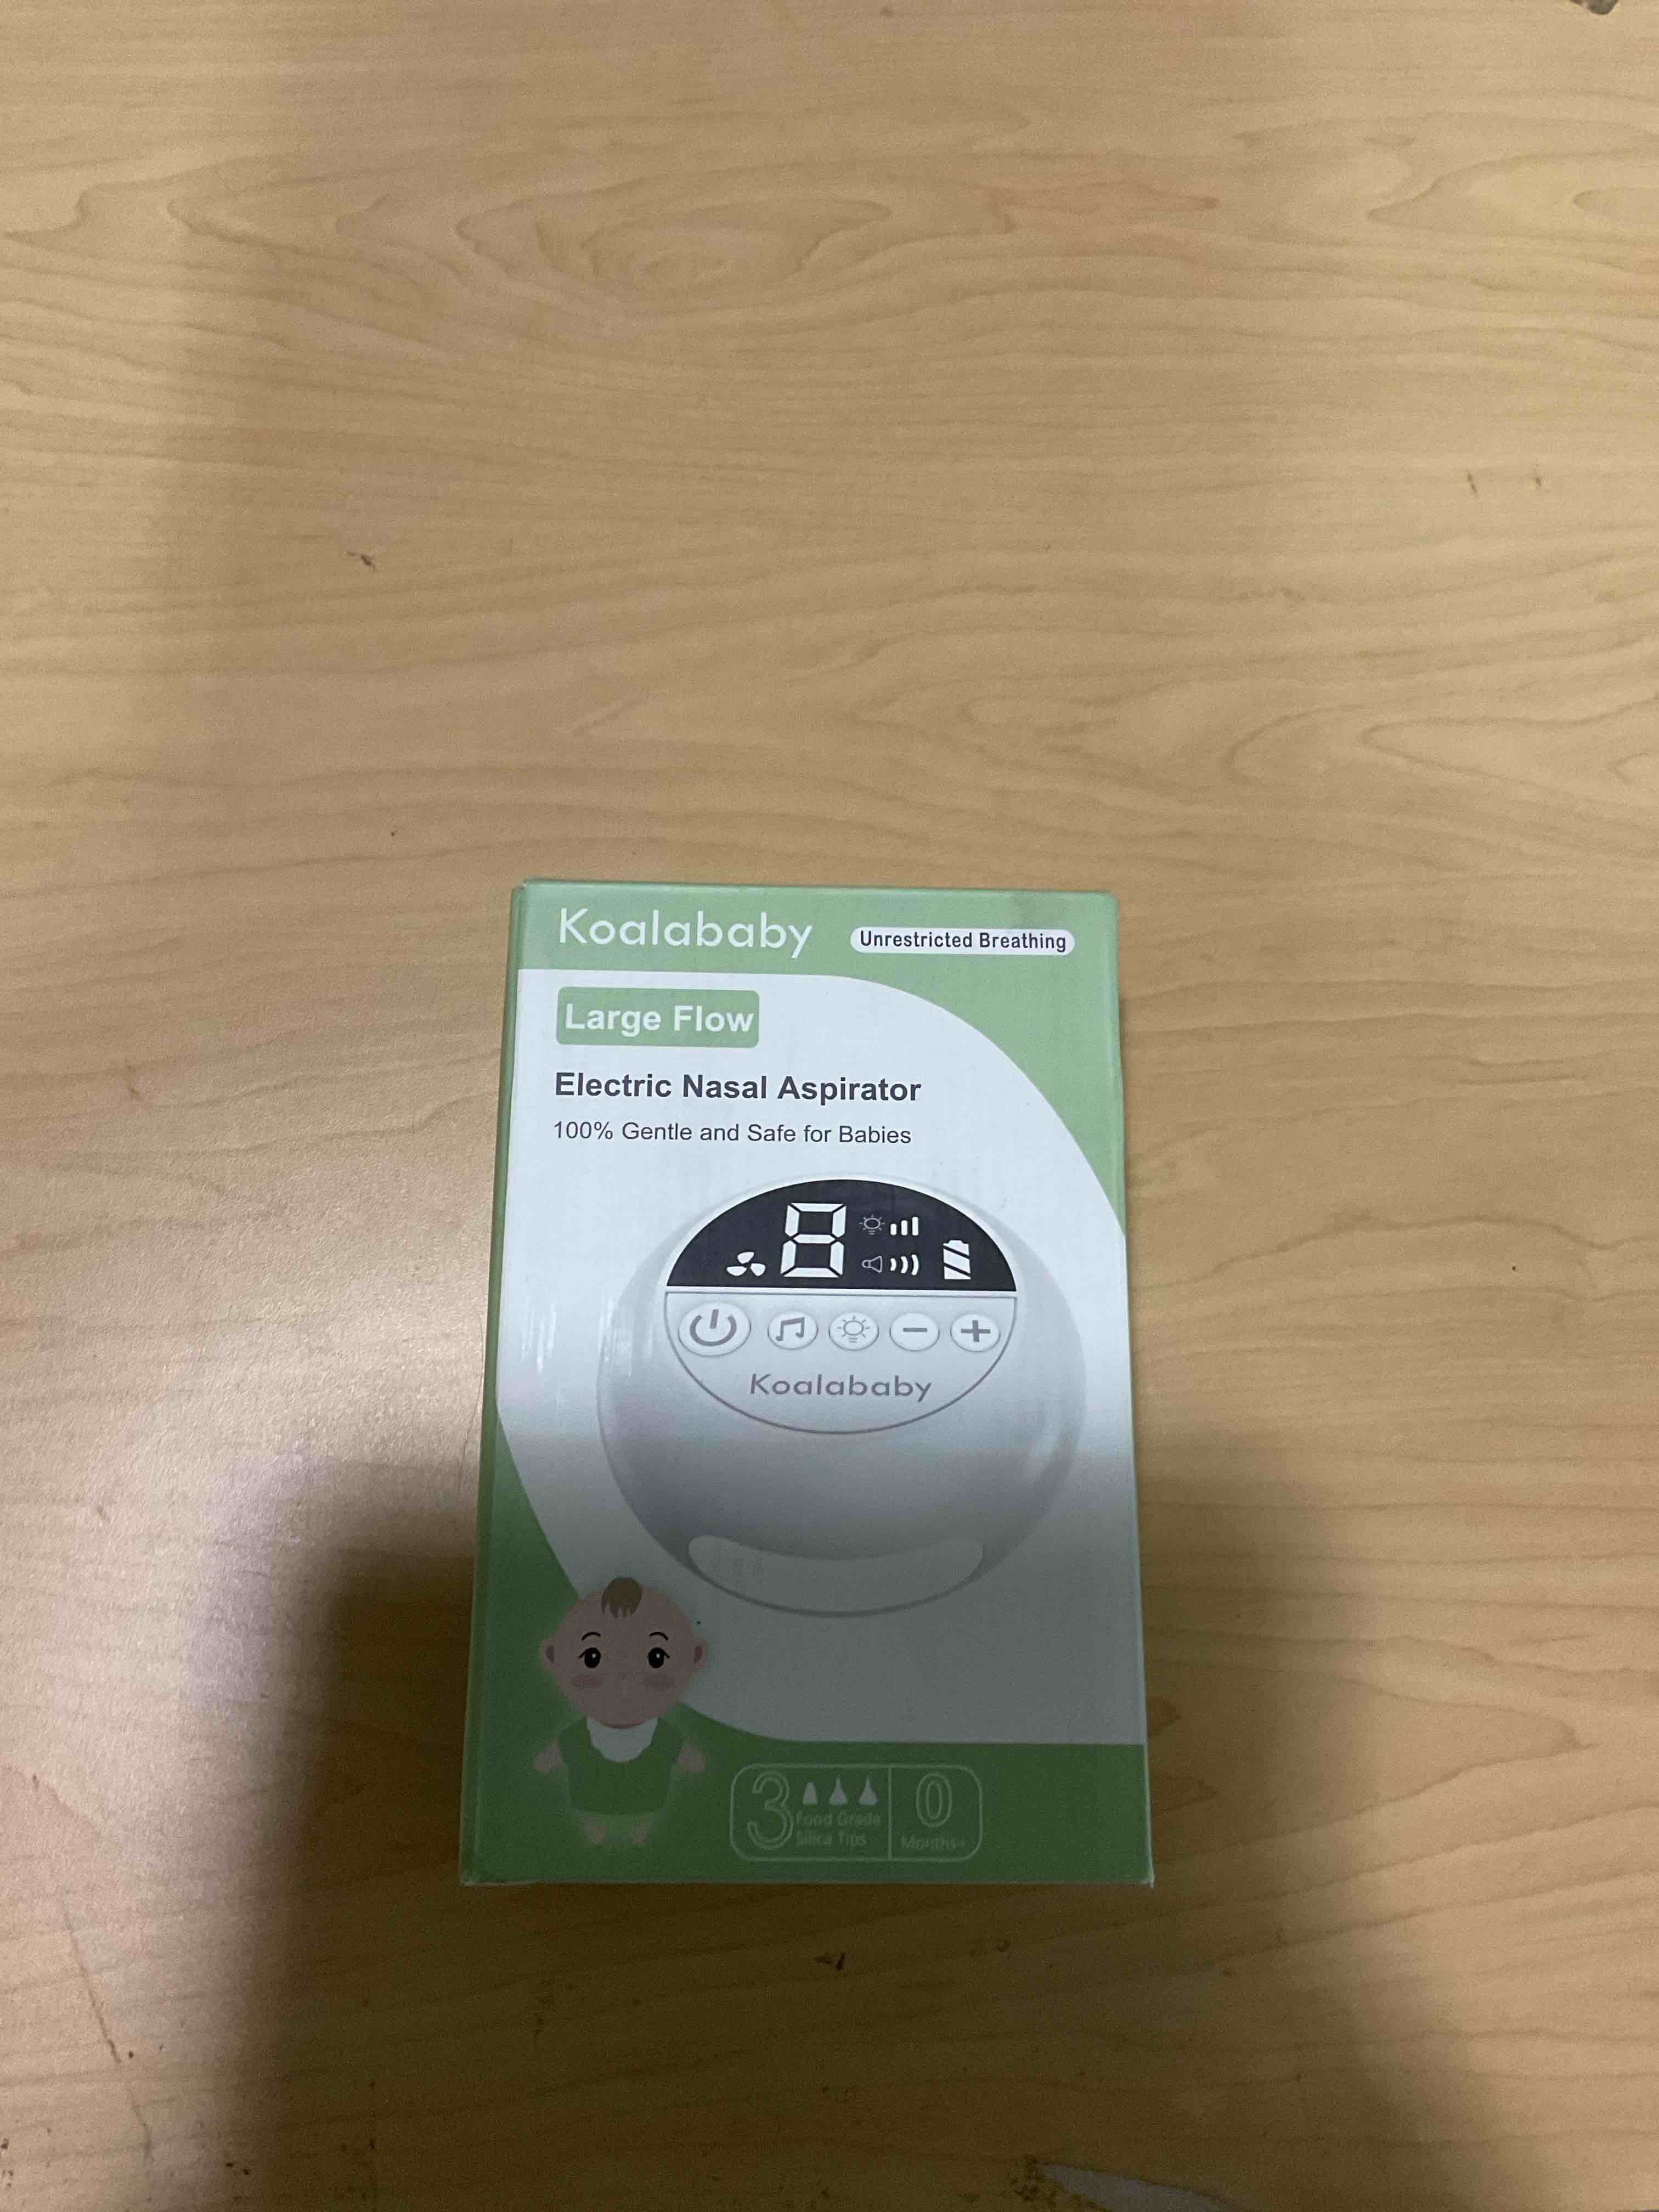 Koalababy
Unrestricted Breathing
Large Flow
Electric Nasal Aspirator
100% Gentle and Safe for Babies
8
Koalababy
3
Food Grade
Silica Tips
0
Months+